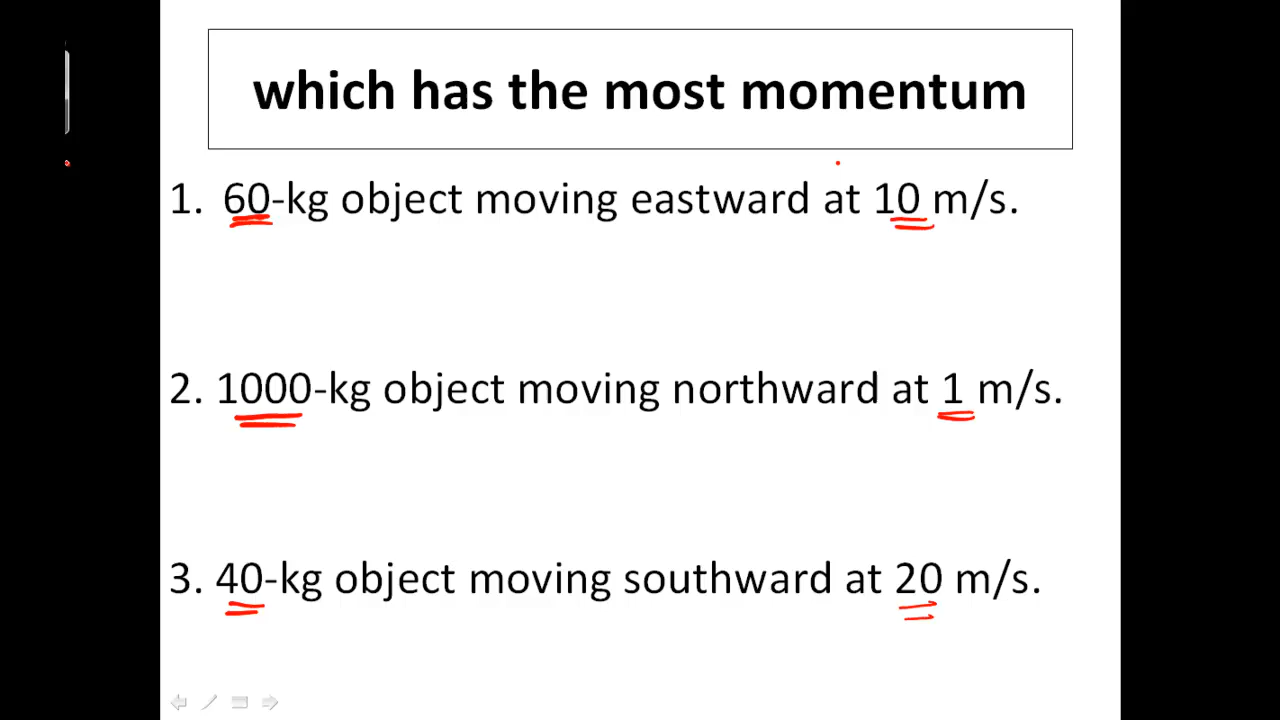 which has the most momentum
1. 60-kg object moving eastward at 10 m/s.
2. 1000-kg object moving northward at 1 m/s.
3. 40-kg object moving southward at 20 m/s.